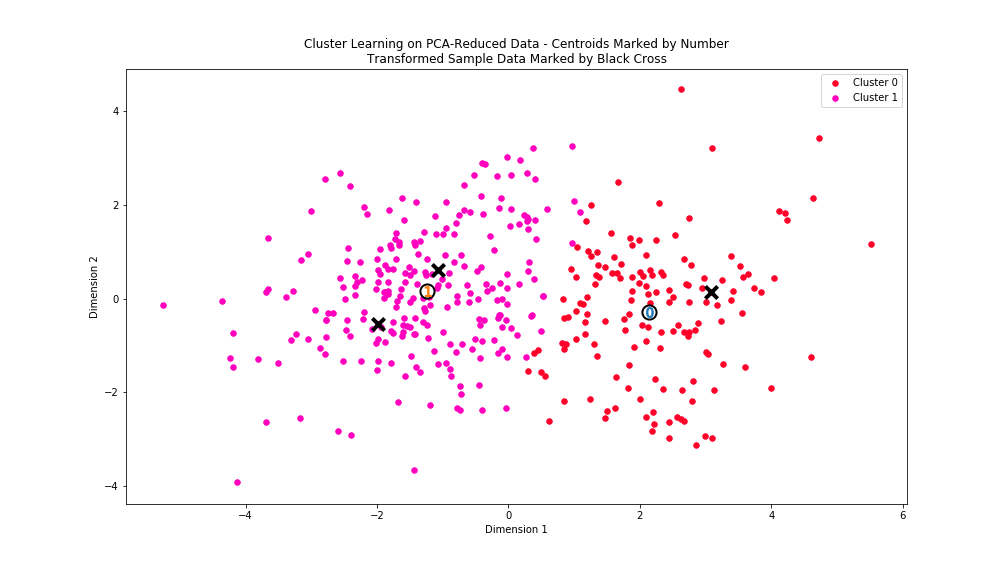 Cluster Learning on PCA-Reduced Data - Centroids Marked by Number
Transformed Sample Data Marked by Black Cross
Cluster 0
Cluster 1
4
2
0
−2
−4
Dimension 2
1
0
−4
−2
0
2
4
6
Dimension 1